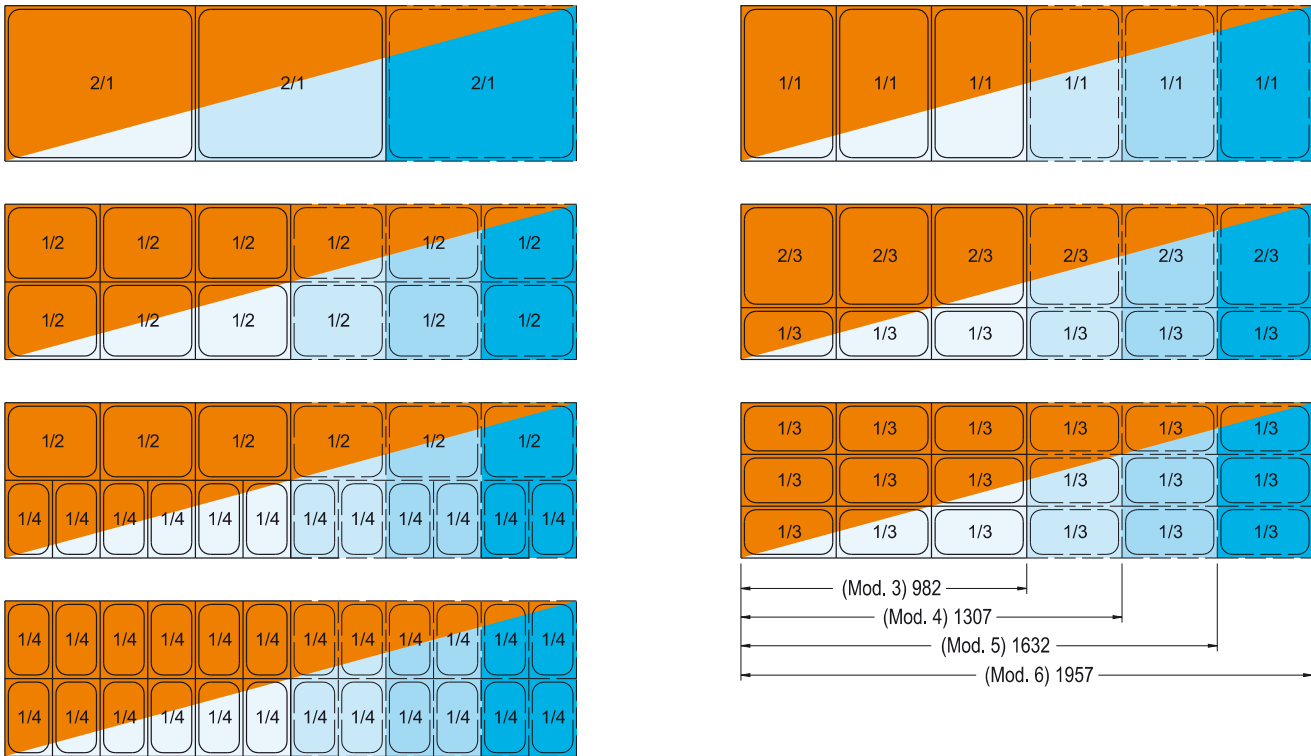 2/1 2/1 2/1
1/1 1/1 1/1 1/1 1/1 1/1
1/2 1/2 1/2 1/2 1/2 1/2
1/2 1/2 1/2 1/2 1/2 1/2
2/3 2/3 2/3 2/3 2/3 2/3
1/3 1/3 1/3 1/3 1/3 1/3
1/2 1/2 1/2 1/2 1/2 1/2
1/4 1/4 1/4 1/4 1/4 1/4 1/4 1/4 1/4 1/4 1/4 1/4
1/3 1/3 1/3 1/3 1/3 1/3
1/3 1/3 1/3 1/3 1/3 1/3
1/3 1/3 1/3 1/3 1/3 1/3
1/4 1/4 1/4 1/4 1/4 1/4 1/4 1/4 1/4 1/4 1/4 1/4
1/4 1/4 1/4 1/4 1/4 1/4 1/4 1/4 1/4 1/4 1/4 1/4
(Mod. 3) 982
(Mod. 4) 1307
(Mod. 5) 1632
(Mod. 6) 1957